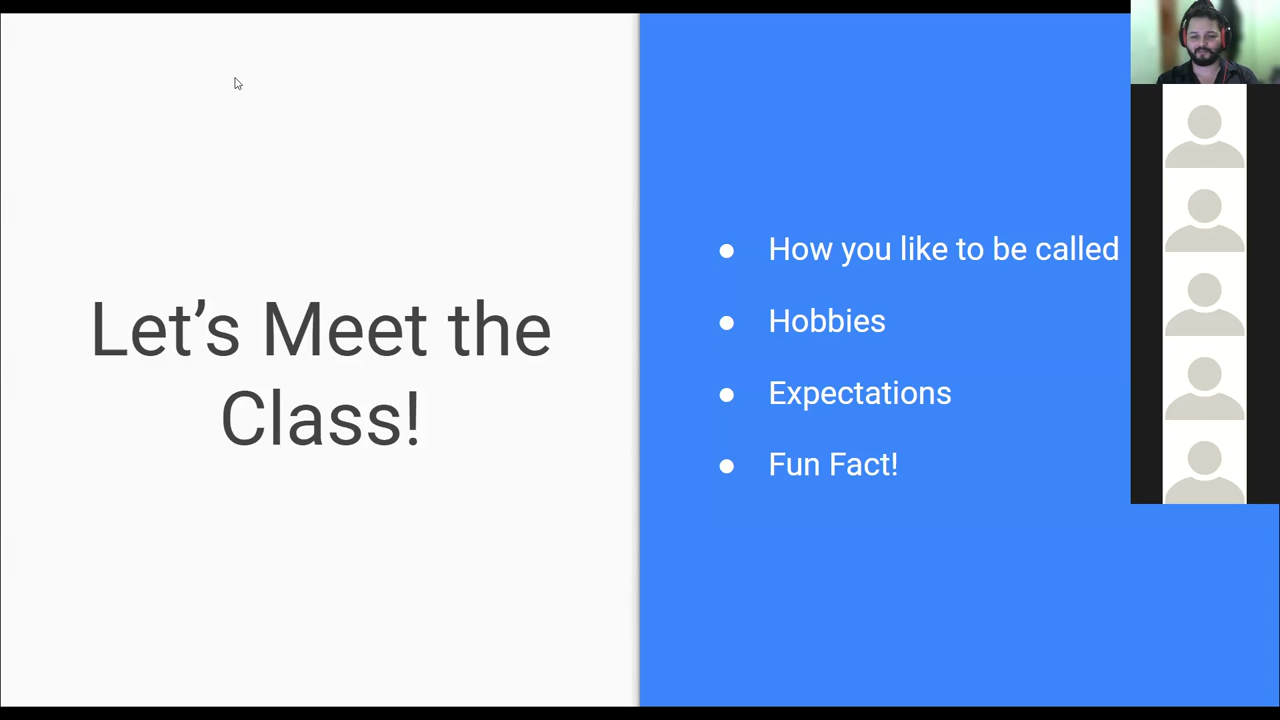 Let’s Meet the
Class!
● How you like to be called
● Hobbies
● Expectations
● Fun Fact!